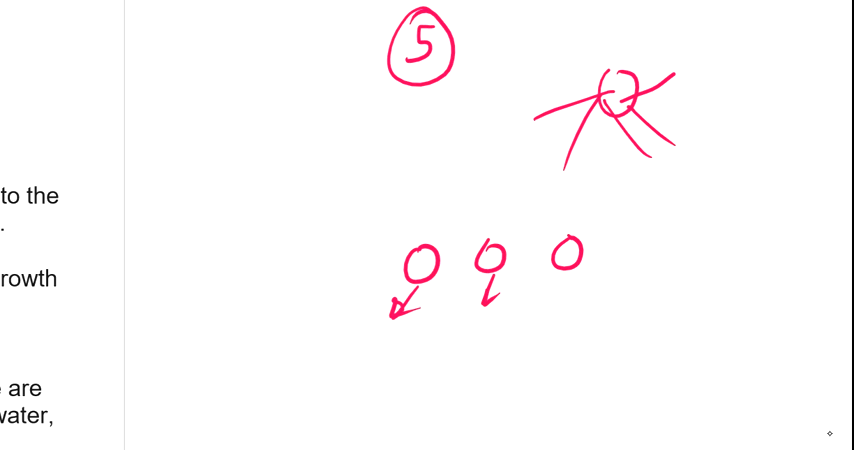 5
to the
.
rowth
are
water,